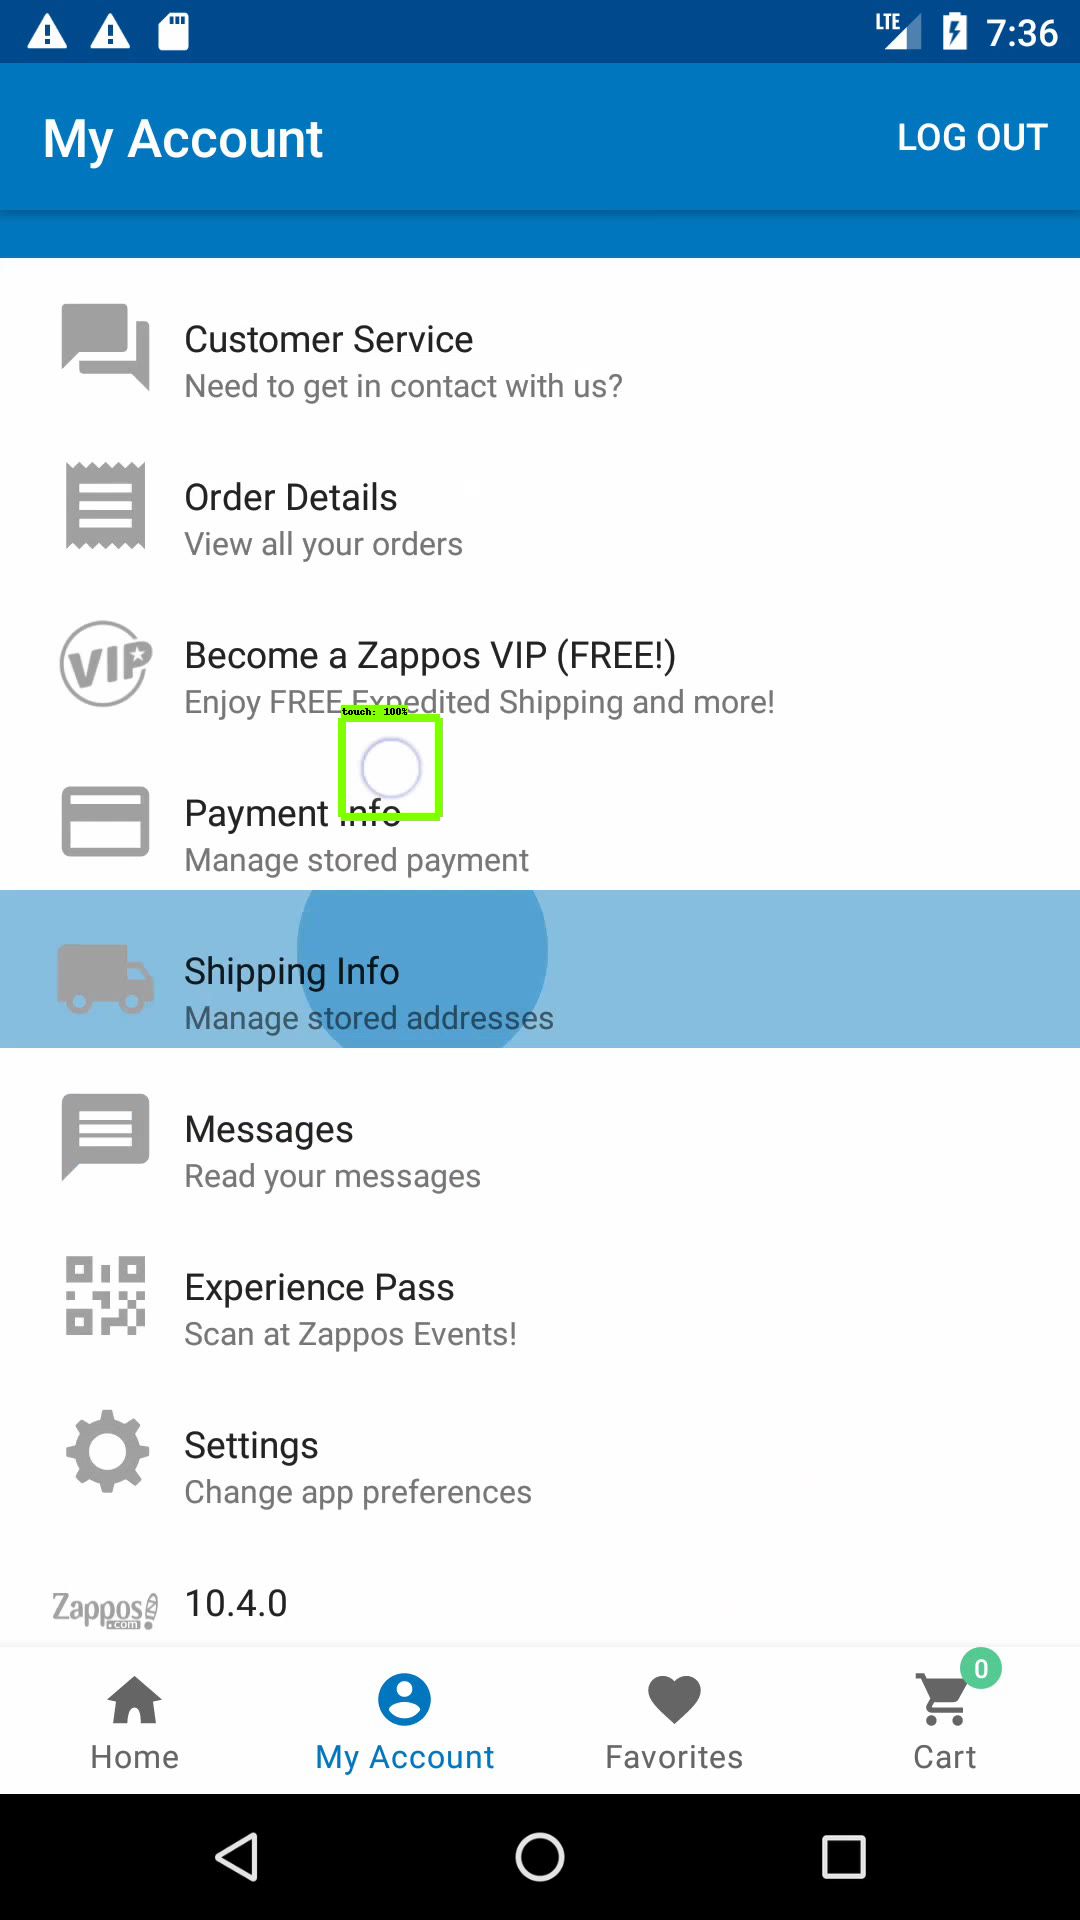 LTE 7:36
My Account LOG OUT
Customer Service
Need to get in contact with us?
Order Details
View all your orders
VIP
Become a Zappos VIP (FREE!)
Enjoy FREE Expedited Shipping and more!
touch: 100%
Payment Info
Manage stored payment
Shipping Info
Manage stored addresses
Messages
Read your messages
Experience Pass
Scan at Zappos Events!
Settings
Change app preferences
Zappos!
.com
10.4.0
0
Home My Account Favorites Cart